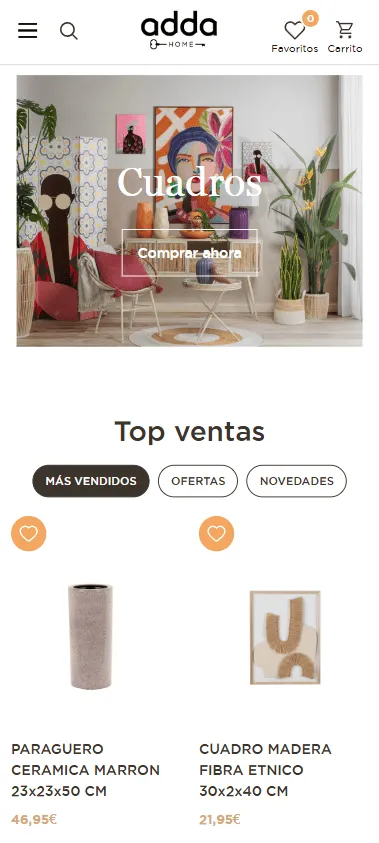 adda
HOME
0
Favoritos
Carrito
Cuadros
Comprar ahora
Top ventas
MÁS VENDIDOS
OFERTAS
NOVEDADES
PARAGUERO
CERAMICA MARRON
23x23x50 CM
46,95€
CUADRO MADERA
FIBRA ETNICO
30x2x40 CM
21,95€